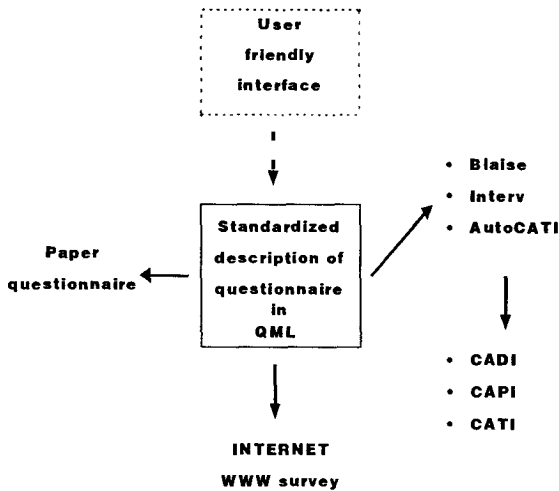 User
friendly
interface
Standardized
description of
questionnaire
in
QML
Paper
questionnaire
• Blaise
• Interv
• AutoCATI
• CADI
• CAPI
• CATI
INTERNET
WWW survey